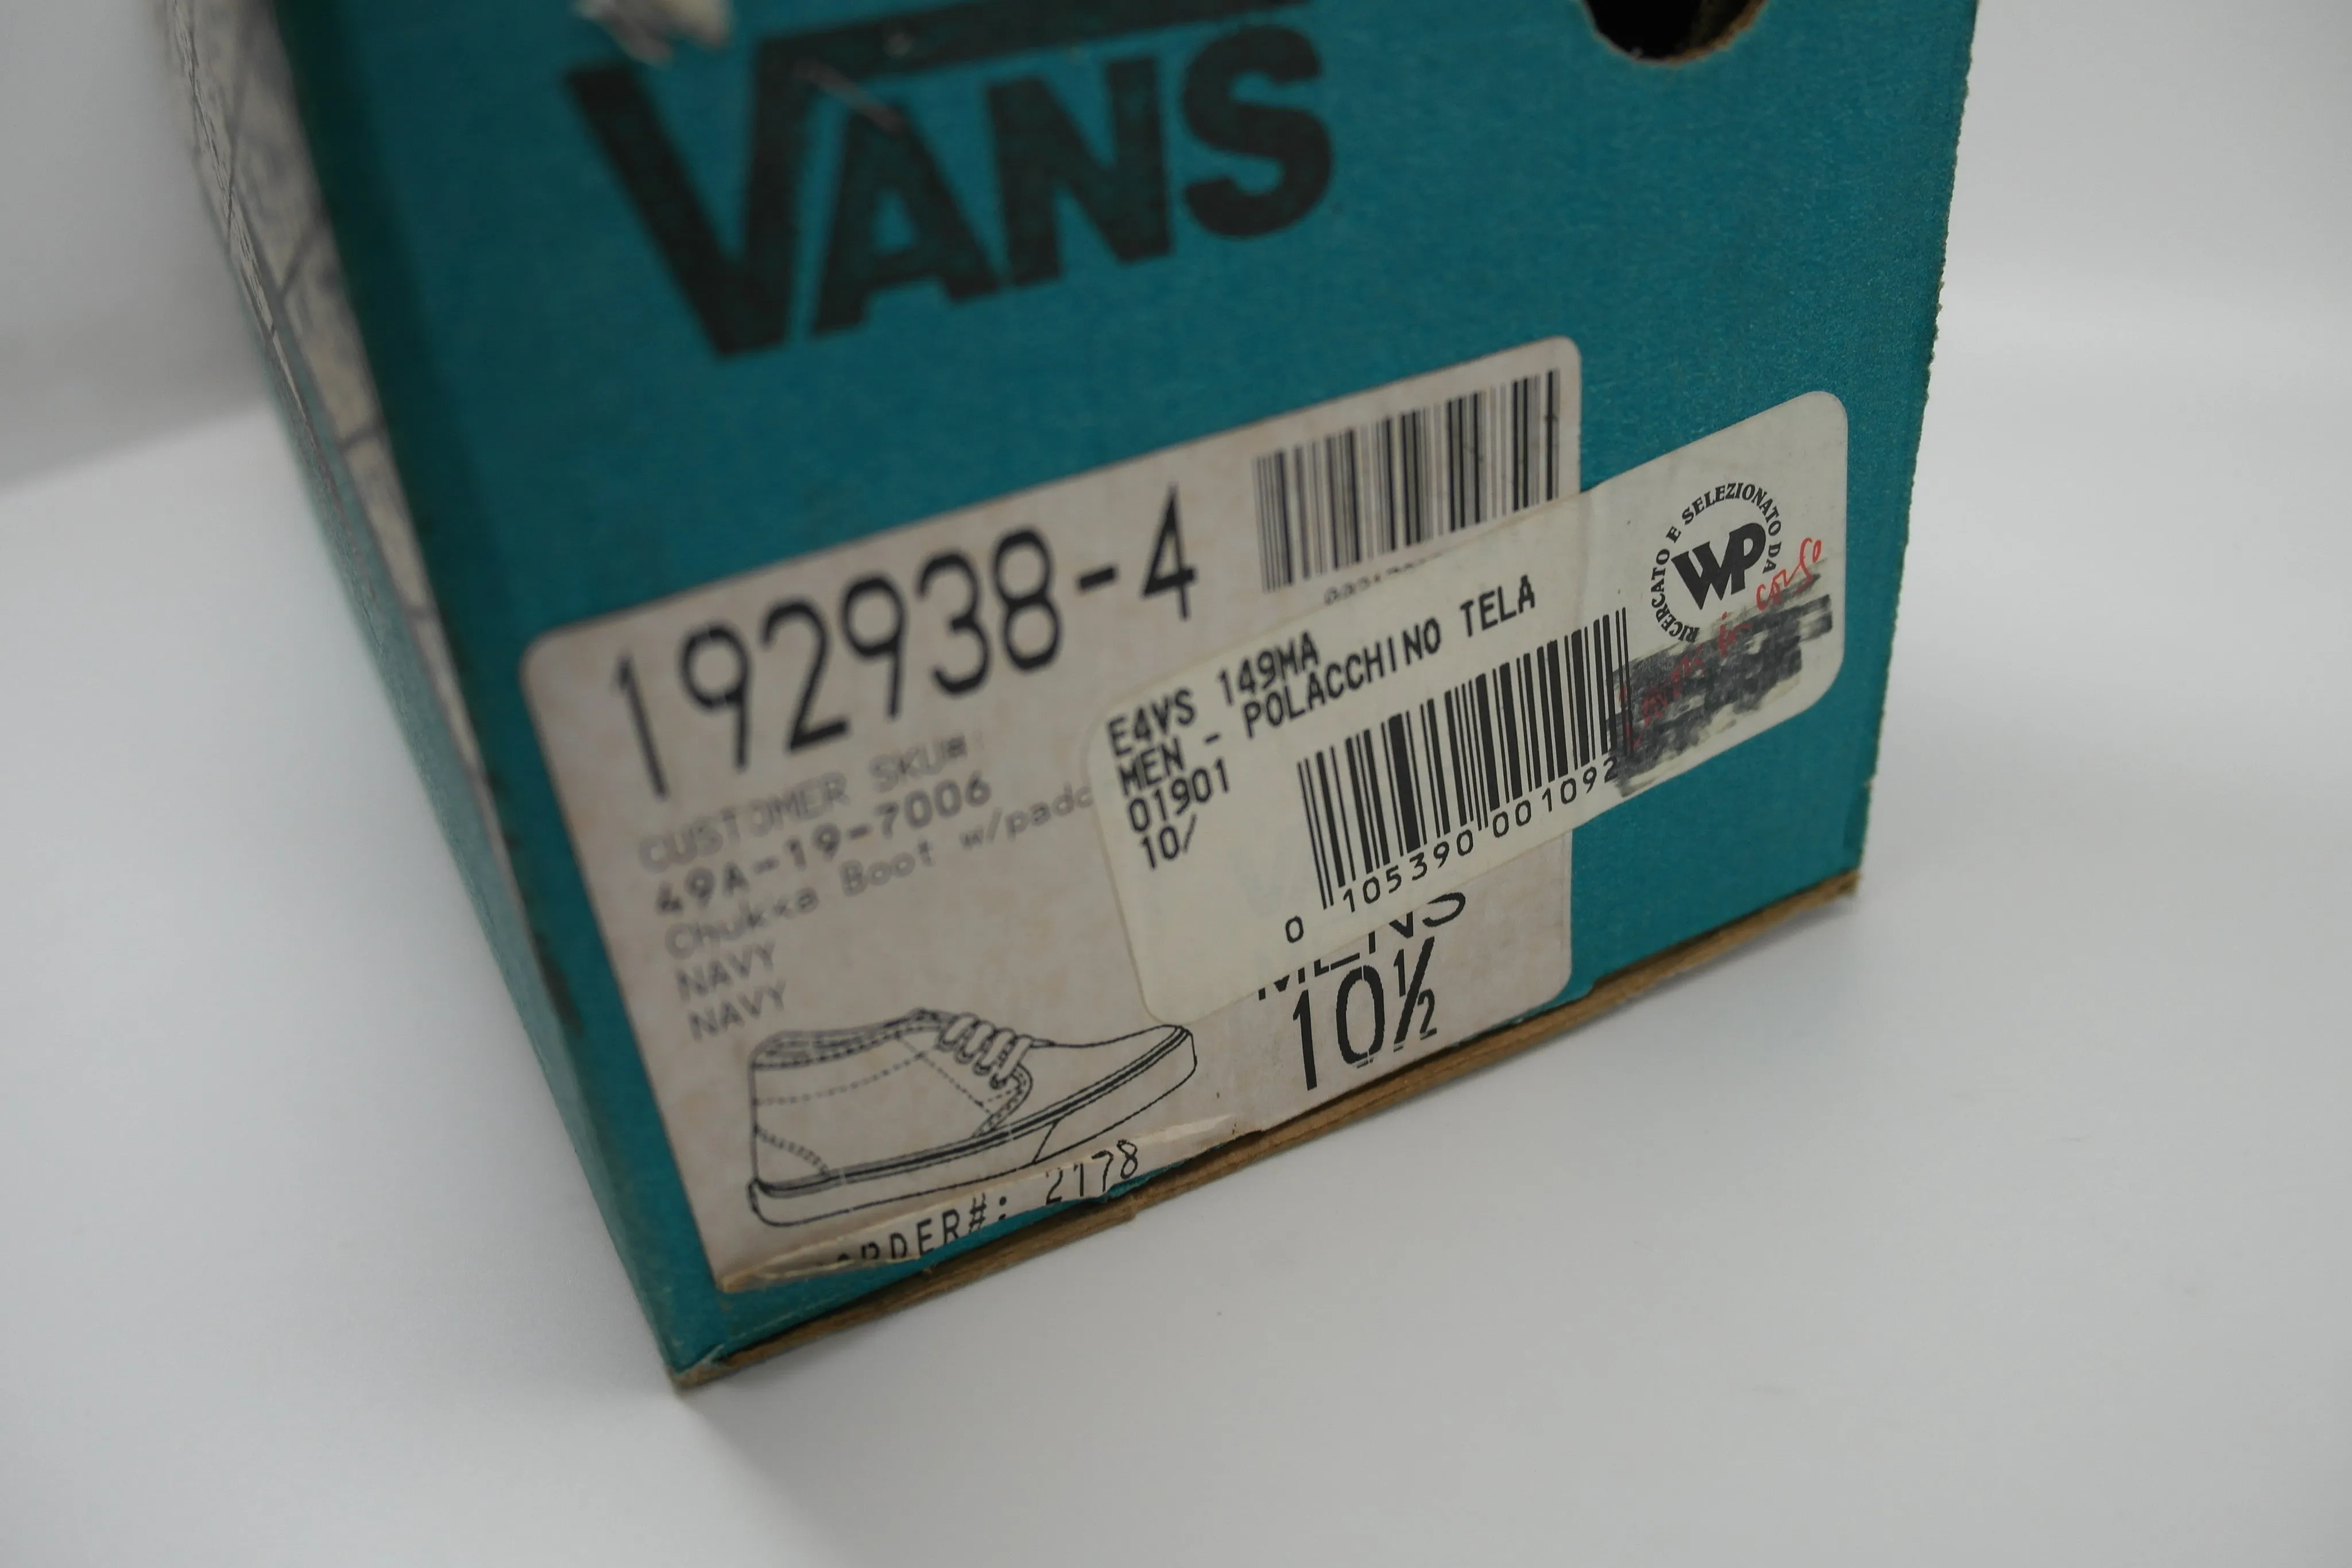 VANS
192938-4
CUSTOMER SKU#:
49A-19-7006
Chukka Boot w/padd
NAVY
NAVY
MENS
10½
ORDER#: 2178
E4VS 149MA
MEN - POLACCHINO TELA
01901
10/
0 105390 001092
RICERCATO E SELEZIONATO DA
WP
corso